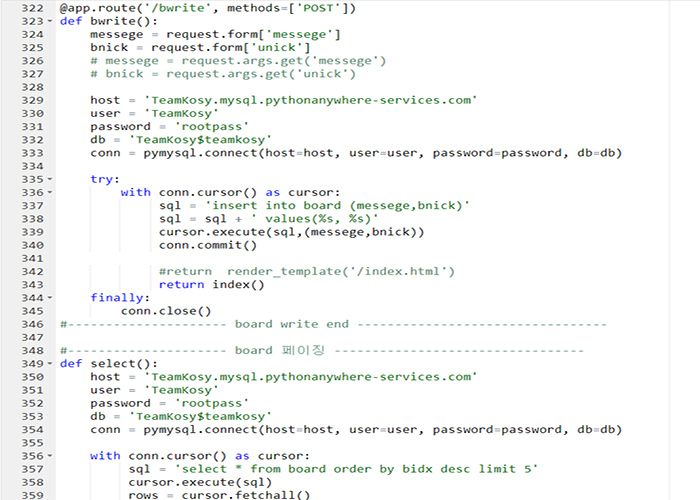 322 @app.route('/bwrite', methods=['POST'])
323 def bwrite():
324     messege = request.form['messege']
325     bnick = request.form['unick']
326     # messege = request.args.get('messege')
327     # bnick = request.args.get('unick')
328
329     host = 'TeamKosy.mysql.pythonanywhere-services.com'
330     user = 'TeamKosy'
331     password = 'rootpass'
332     db = 'TeamKosy$teamkosy'
333     conn = pymysql.connect(host=host, user=user, password=password, db=db)
334
335     try:
336         with conn.cursor() as cursor:
337             sql = 'insert into board (messege,bnick)'
338             sql = sql + ' values(%s, %s)'
339             cursor.execute(sql,(messege,bnick))
340             conn.commit()
341
342             #return  render_template('/index.html')
343             return index()
344     finally:
345         conn.close()
346 #--------------------- board write end ---------------------------------
347
348 #--------------------- board 페이징 ---------------------------------
349 def select():
350     host = 'TeamKosy.mysql.pythonanywhere-services.com'
351     user = 'TeamKosy'
352     password = 'rootpass'
353     db = 'TeamKosy$teamkosy'
354     conn = pymysql.connect(host=host, user=user, password=password, db=db)
355
356     with conn.cursor() as cursor:
357         sql = 'select * from board order by bidx desc limit 5'
358         cursor.execute(sql)
359         rows = cursor.fetchall()